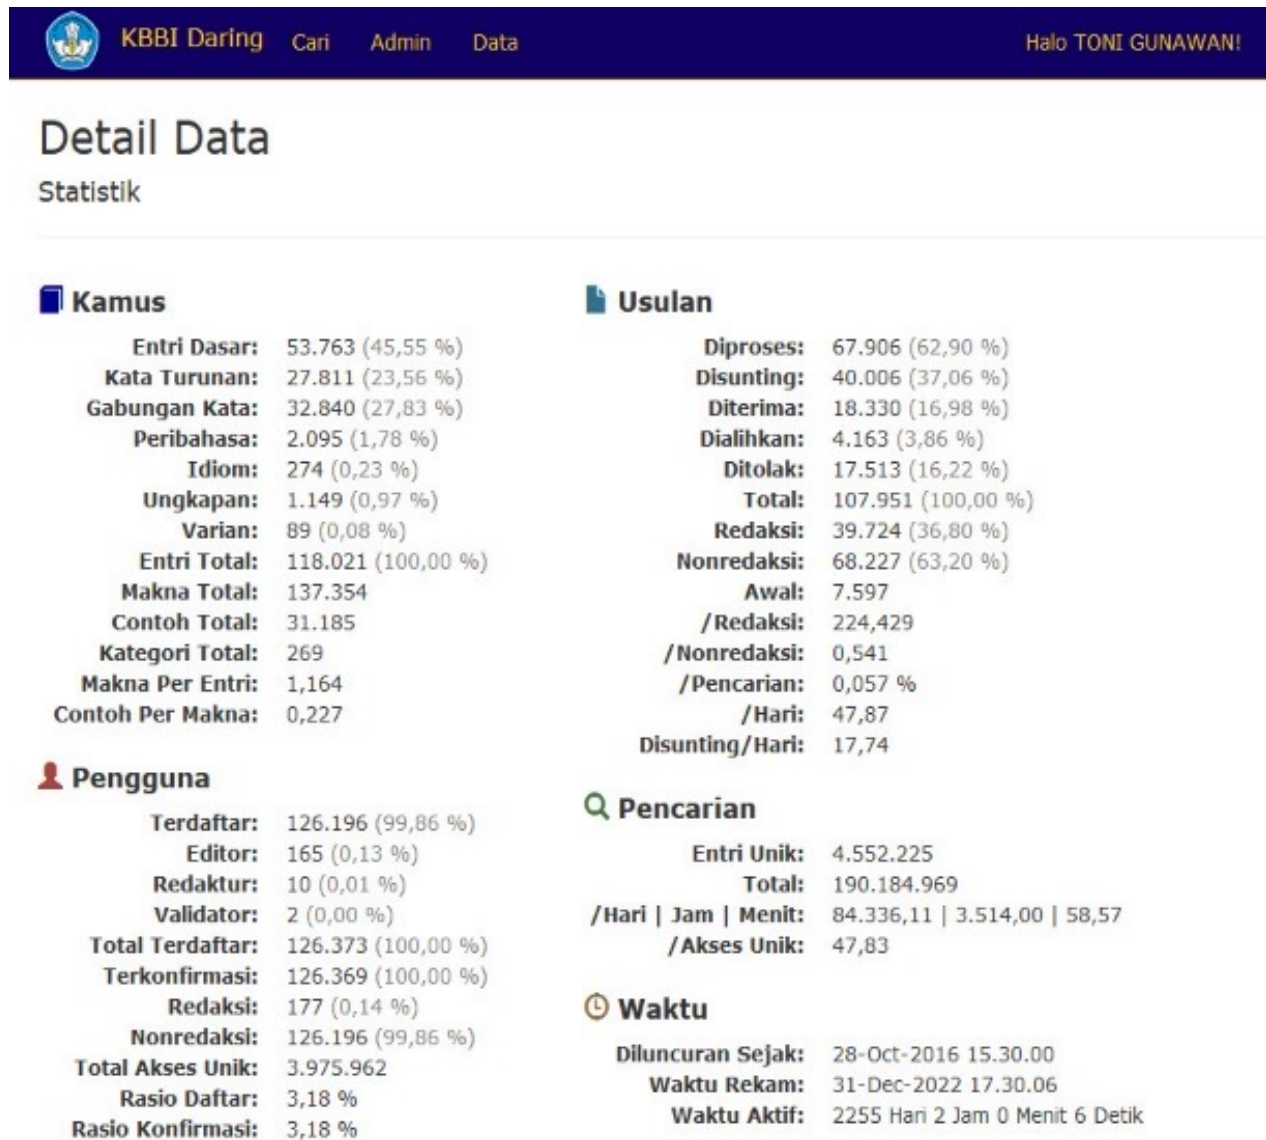 KBBI Daring Cari Admin Data Halo TONI GUNAWAN!
Detail Data
Statistik
Kamus
Entri Dasar: 53.763 (45,55 %)
Kata Turunan: 27.811 (23,56 %)
Gabungan Kata: 32.840 (27,83 %)
Peribahasa: 2.095 (1,78 %)
Idiom: 274 (0,23 %)
Ungkapan: 1.149 (0,97 %)
Varian: 89 (0,08 %)
Entri Total: 118.021 (100,00 %)
Makna Total: 137.354
Contoh Total: 31.185
Kategori Total: 269
Makna Per Entri: 1,164
Contoh Per Makna: 0,227
Pengguna
Terdaftar: 126.196 (99,86 %)
Editor: 165 (0,13 %)
Redaktur: 10 (0,01 %)
Validator: 2 (0,00 %)
Total Terdaftar: 126.373 (100,00 %)
Terkonfirmasi: 126.369 (100,00 %)
Redaksi: 177 (0,14 %)
Nonredaksi: 126.196 (99,86 %)
Total Akses Unik: 3.975.962
Rasio Daftar: 3,18 %
Rasio Konfirmasi: 3,18 %
Usulan
Diproses: 67.906 (62,90 %)
Disunting: 40.006 (37,06 %)
Diterima: 18.330 (16,98 %)
Dialihkan: 4.163 (3,86 %)
Ditolak: 17.513 (16,22 %)
Total: 107.951 (100,00 %)
Redaksi: 39.724 (36,80 %)
Nonredaksi: 68.227 (63,20 %)
Awal: 7.597
/Redaksi: 224,429
/Nonredaksi: 0,541
/Pencarian: 0,057 %
/Hari: 47,87
Disunting/Hari: 17,74
Pencarian
Entri Unik: 4.552.225
Total: 190.184.969
/Hari | Jam | Menit: 84.336,11 | 3.514,00 | 58,57
/Akses Unik: 47,83
Waktu
Diluncuran Sejak: 28-Oct-2016 15.30.00
Waktu Rekam: 31-Dec-2022 17.30.06
Waktu Aktif: 2255 Hari 2 Jam 0 Menit 6 Detik